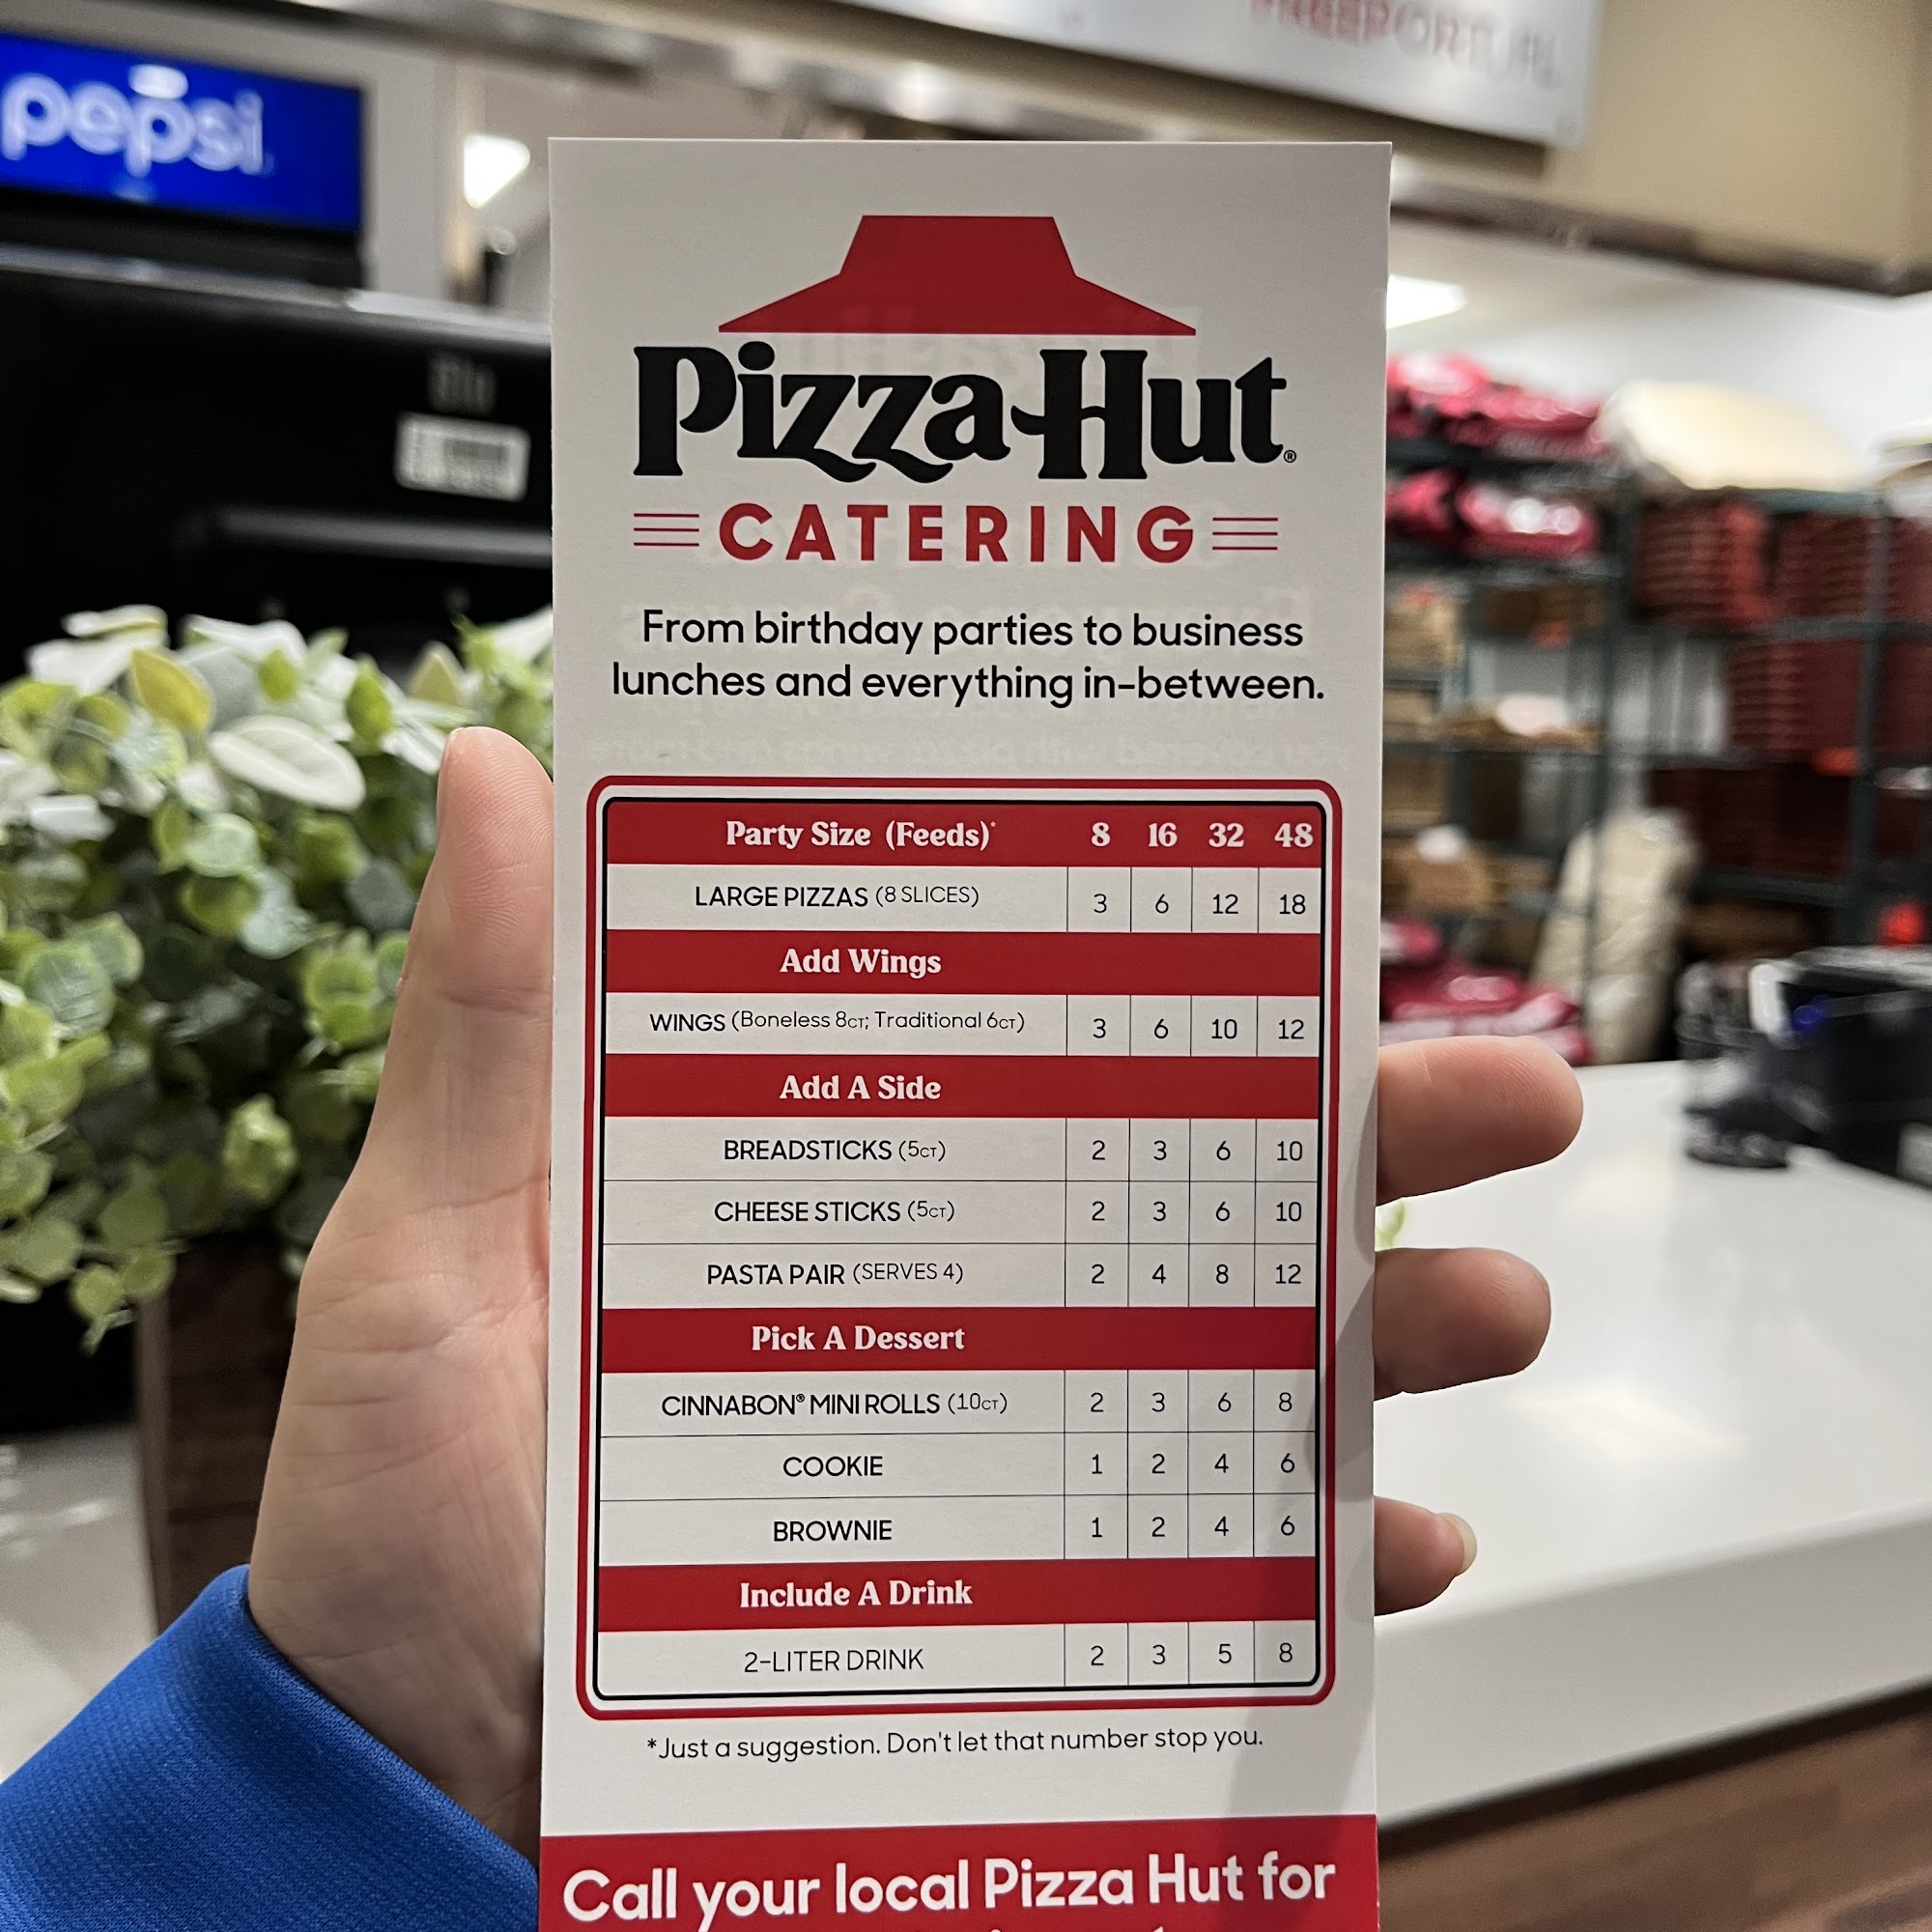 pepsi
Pizza Hut®
CATERING
From birthday parties to business
lunches and everything in-between.
Party Size (Feeds)* 8 16 32 48
LARGE PIZZAS (8 SLICES) 3 6 12 18
Add Wings
WINGS (Boneless 8CT; Traditional 6CT) 3 6 10 12
Add A Side
BREADSTICKS (5CT) 2 3 6 10
CHEESE STICKS (5CT) 2 3 6 10
PASTA PAIR (SERVES 4) 2 4 8 12
Pick A Dessert
CINNABON® MINI ROLLS (10CT) 2 3 6 8
COOKIE 1 2 4 6
BROWNIE 1 2 4 6
Include A Drink
2-LITER DRINK 2 3 5 8
*Just a suggestion. Don't let that number stop you.
Call your local Pizza Hut for